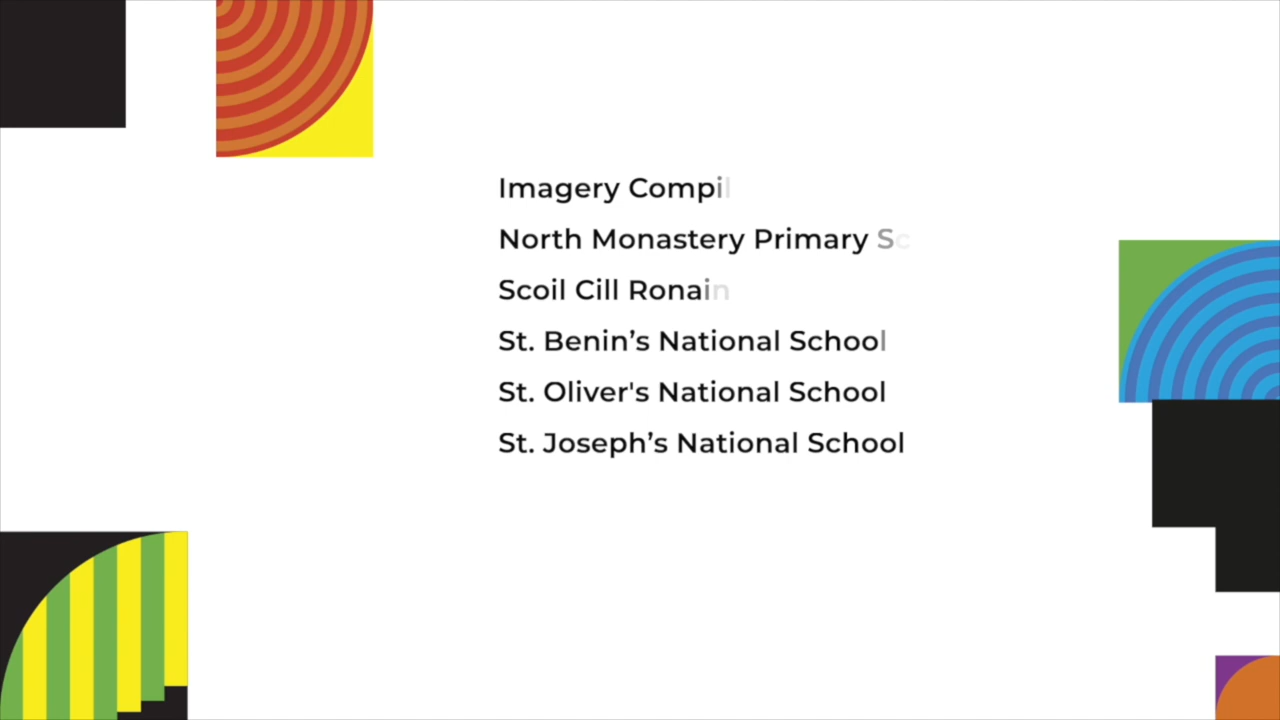 Imagery Compil
North Monastery Primary Sc
Scoil Cill Ronain
St. Benin’s National School
St. Oliver's National School
St. Joseph’s National School